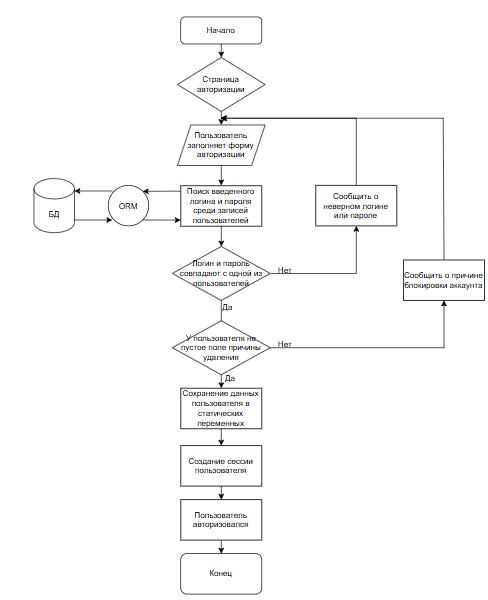 Начало
Страница
авторизации
Пользователь
заполняет форму
авторизации
БД
ORM
Поиск введенного
логина и пароля
среди записей
пользователей
Сообщить о
неверном логине
или пароле
Логин и пароль
совпадают с одной из
пользователей
Нет
Сообщить о причине
блокировки аккаунта
Да
У пользователя не
пустое поле причины
удаления
Нет
Да
Сохранение данных
пользователя в
статических
переменных
Создание сессии
пользователя
Пользователь
авторизовался
Конец